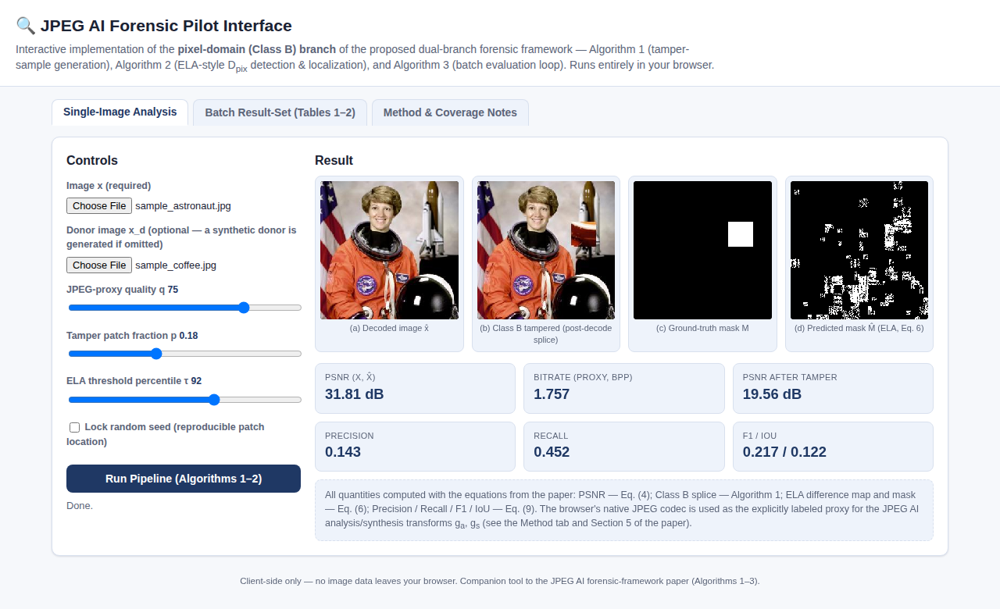 🔍 JPEG AI Forensic Pilot Interface
Interactive implementation of the pixel-domain (Class B) branch of the proposed dual-branch forensic framework — Algorithm 1 (tamper-
sample generation), Algorithm 2 (ELA-style Dpix detection & localization), and Algorithm 3 (batch evaluation loop). Runs entirely in your browser.
Single-Image Analysis
Batch Result-Set (Tables 1–2)
Method & Coverage Notes
Controls
Image x (required)
Choose File sample_astronaut.jpg
Donor image x_d (optional — a synthetic donor is
generated if omitted)
Choose File sample_coffee.jpg
JPEG-proxy quality q 75
Tamper patch fraction p 0.18
ELA threshold percentile τ 92
Lock random seed (reproducible patch
location)
Run Pipeline (Algorithms 1–2)
Done.
Result
(a) Decoded image x̂
(b) Class B tampered (post-decode
splice)
(c) Ground-truth mask M
(d) Predicted mask M̂ (ELA, Eq. 6)
PSNR (X, X̂)
31.81 dB
BITRATE (PROXY, BPP)
1.757
PSNR AFTER TAMPER
19.56 dB
PRECISION
0.143
RECALL
0.452
F1 / IOU
0.217 / 0.122
All quantities computed with the equations from the paper: PSNR — Eq. (4); Class B splice — Algorithm 1; ELA difference map and mask
— Eq. (6); Precision / Recall / F1 / IoU — Eq. (9). The browser's native JPEG codec is used as the explicitly labeled proxy for the JPEG AI
analysis/synthesis transforms ga, gs (see the Method tab and Section 5 of the paper).
Client-side only — no image data leaves your browser. Companion tool to the JPEG AI forensic-framework paper (Algorithms 1–3).